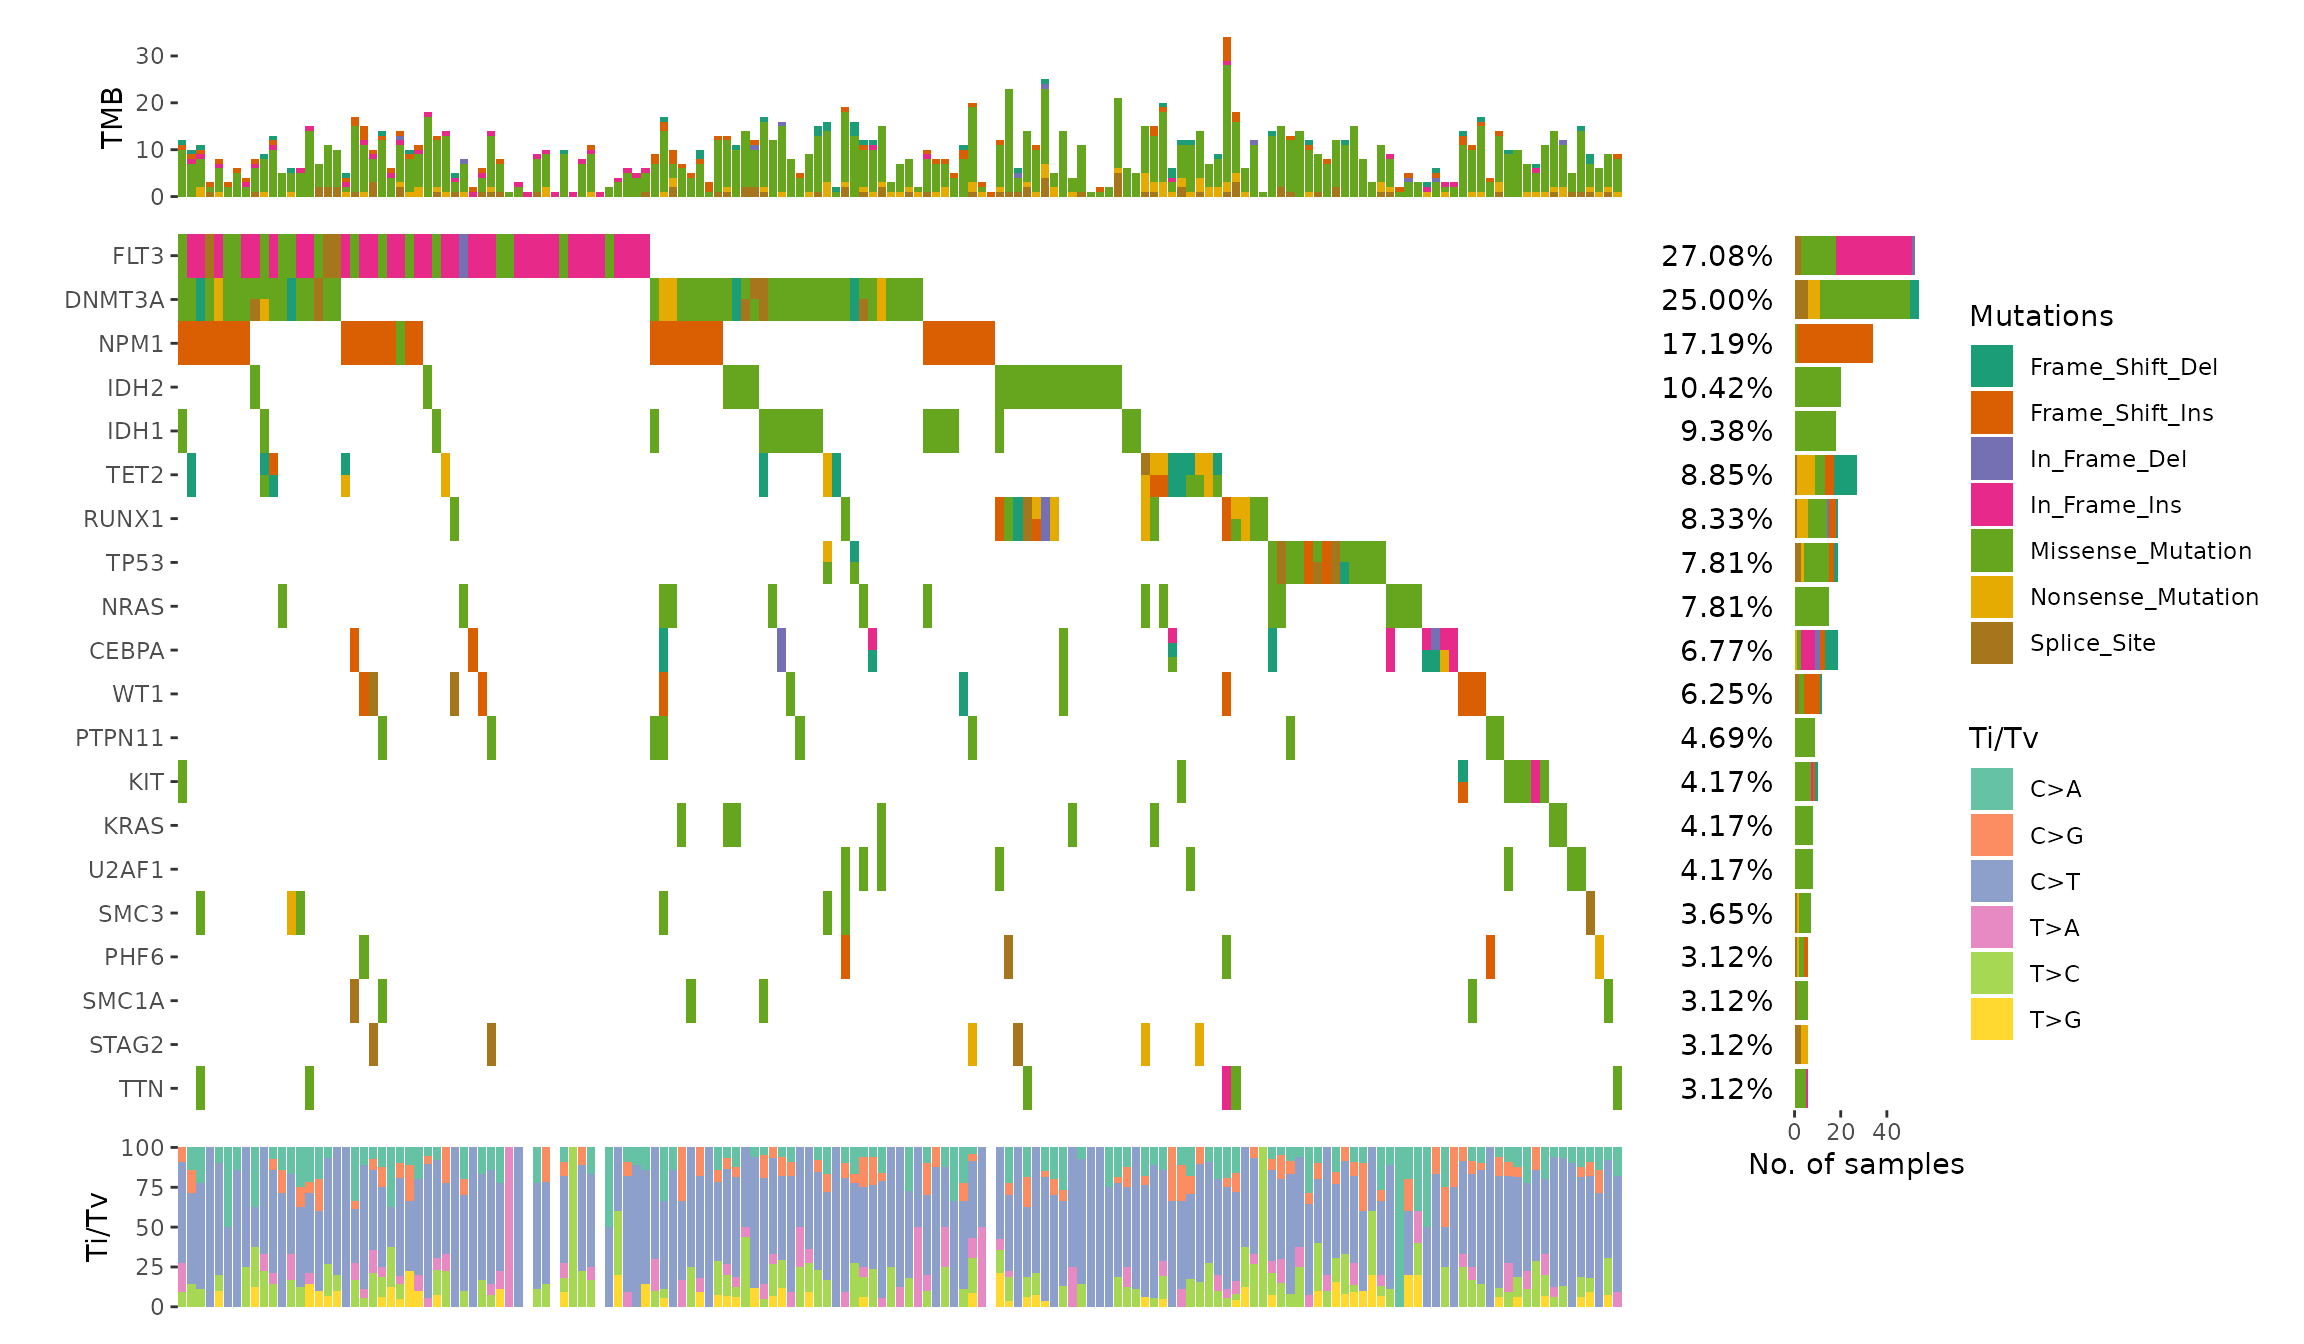 TMB
30
20
10
0
FLT3
27.08%
DNMT3A
25.00%
NPM1
17.19%
IDH2
10.42%
IDH1
9.38%
TET2
8.85%
RUNX1
8.33%
TP53
7.81%
NRAS
7.81%
CEBPA
6.77%
WT1
6.25%
PTPN11
4.69%
KIT
4.17%
KRAS
4.17%
U2AF1
4.17%
SMC3
3.65%
PHF6
3.12%
SMC1A
3.12%
STAG2
3.12%
TTN
3.12%
0 20 40
No. of samples
Mutations
Frame_Shift_Del
Frame_Shift_Ins
In_Frame_Del
In_Frame_Ins
Missense_Mutation
Nonsense_Mutation
Splice_Site
Ti/Tv
C>A
C>G
C>T
T>A
T>C
T>G
Ti/Tv
100
75
50
25
0